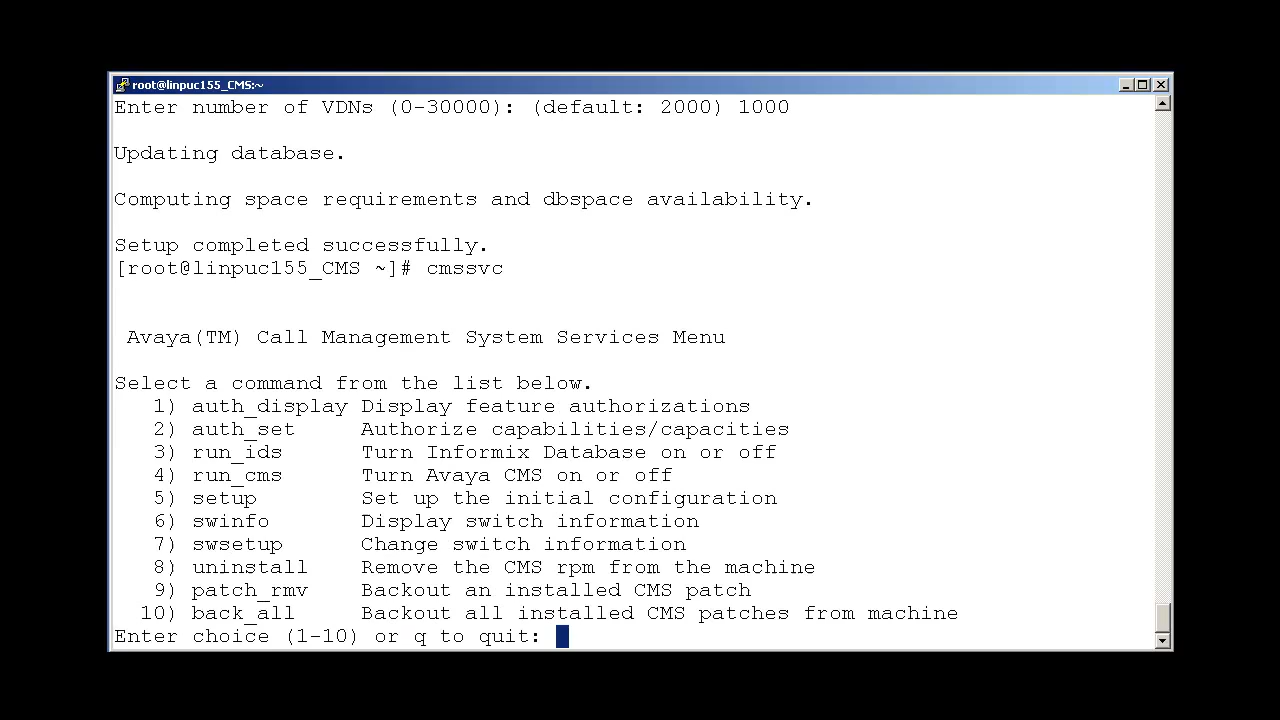 root@linpuc155_CMS:~
Enter number of VDNs (0-30000): (default: 2000) 1000
Updating database.
Computing space requirements and dbspace availability.
Setup completed successfully.
[root@linpuc155_CMS ~]# cmssvc
Avaya(TM) Call Management System Services Menu
Select a command from the list below.
1) auth_display Display feature authorizations
2) auth_set Authorize capabilities/capacities
3) run_ids Turn Informix Database on or off
4) run_cms Turn Avaya CMS on or off
5) setup Set up the initial configuration
6) swinfo Display switch information
7) swsetup Change switch information
8) uninstall Remove the CMS rpm from the machine
9) patch_rmv Backout an installed CMS patch
10) back_all Backout all installed CMS patches from machine
Enter choice (1-10) or q to quit: